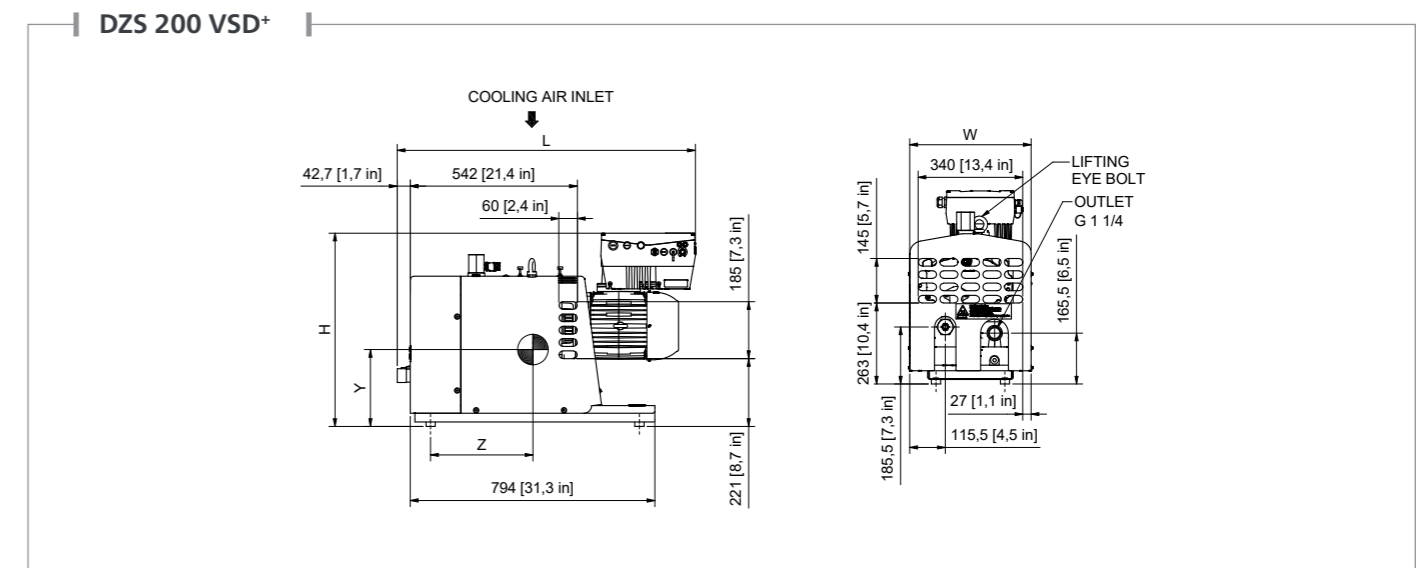 DZS 200 VSD+
COOLING AIR INLET
L
42,7 [1,7 in]
542 [21,4 in]
60 [2,4 in]
185 [7,3 in]
H
Y
Z
221 [8,7 in]
794 [31,3 in]
W
340 [13,4 in]
LIFTING
EYE BOLT
OUTLET
G 1 1/4
145 [5,7 in]
165,5 [6,5 in]
263 [10,4 in]
27 [1,1 in]
185,5 [7,3 in]
115,5 [4,5 in]